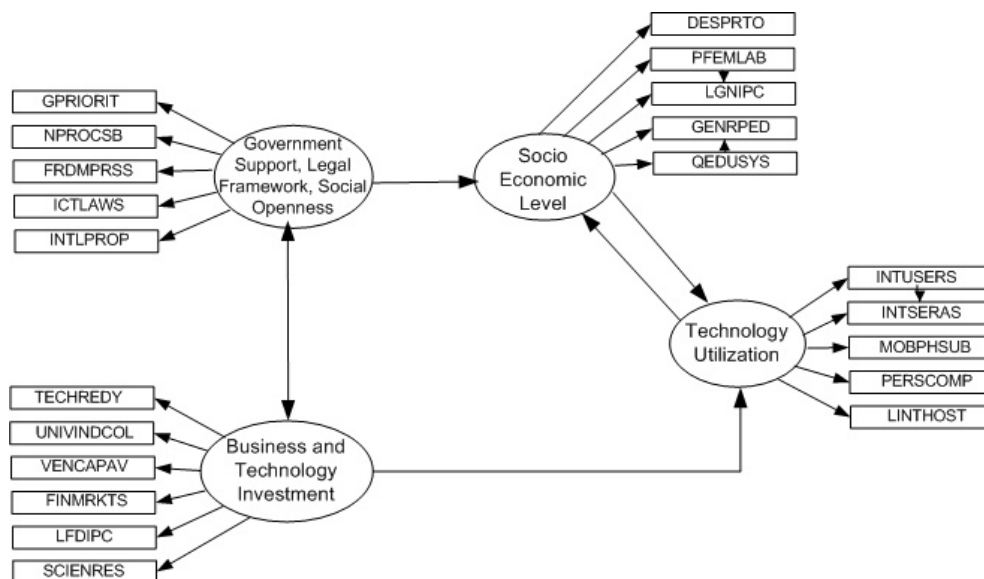 DESPRTO
PFEMLAB
LGNIPC
GENRPED
QEDUSYS
GPRIORIT
NPROCSB
FRDMPRSS
ICTLAWS
INTLPROP
Government
Support, Legal
Framework, Social
Openness
Socio
Economic
Level
INTUSERS
INTSERAS
MOBPHSUB
PERSCOMP
LINTHOST
Technology
Utilization
TECHREDY
UNIVINDCOL
VENCAPAV
FINMRKTS
LFDIPC
SCIENRES
Business and
Technology
Investment